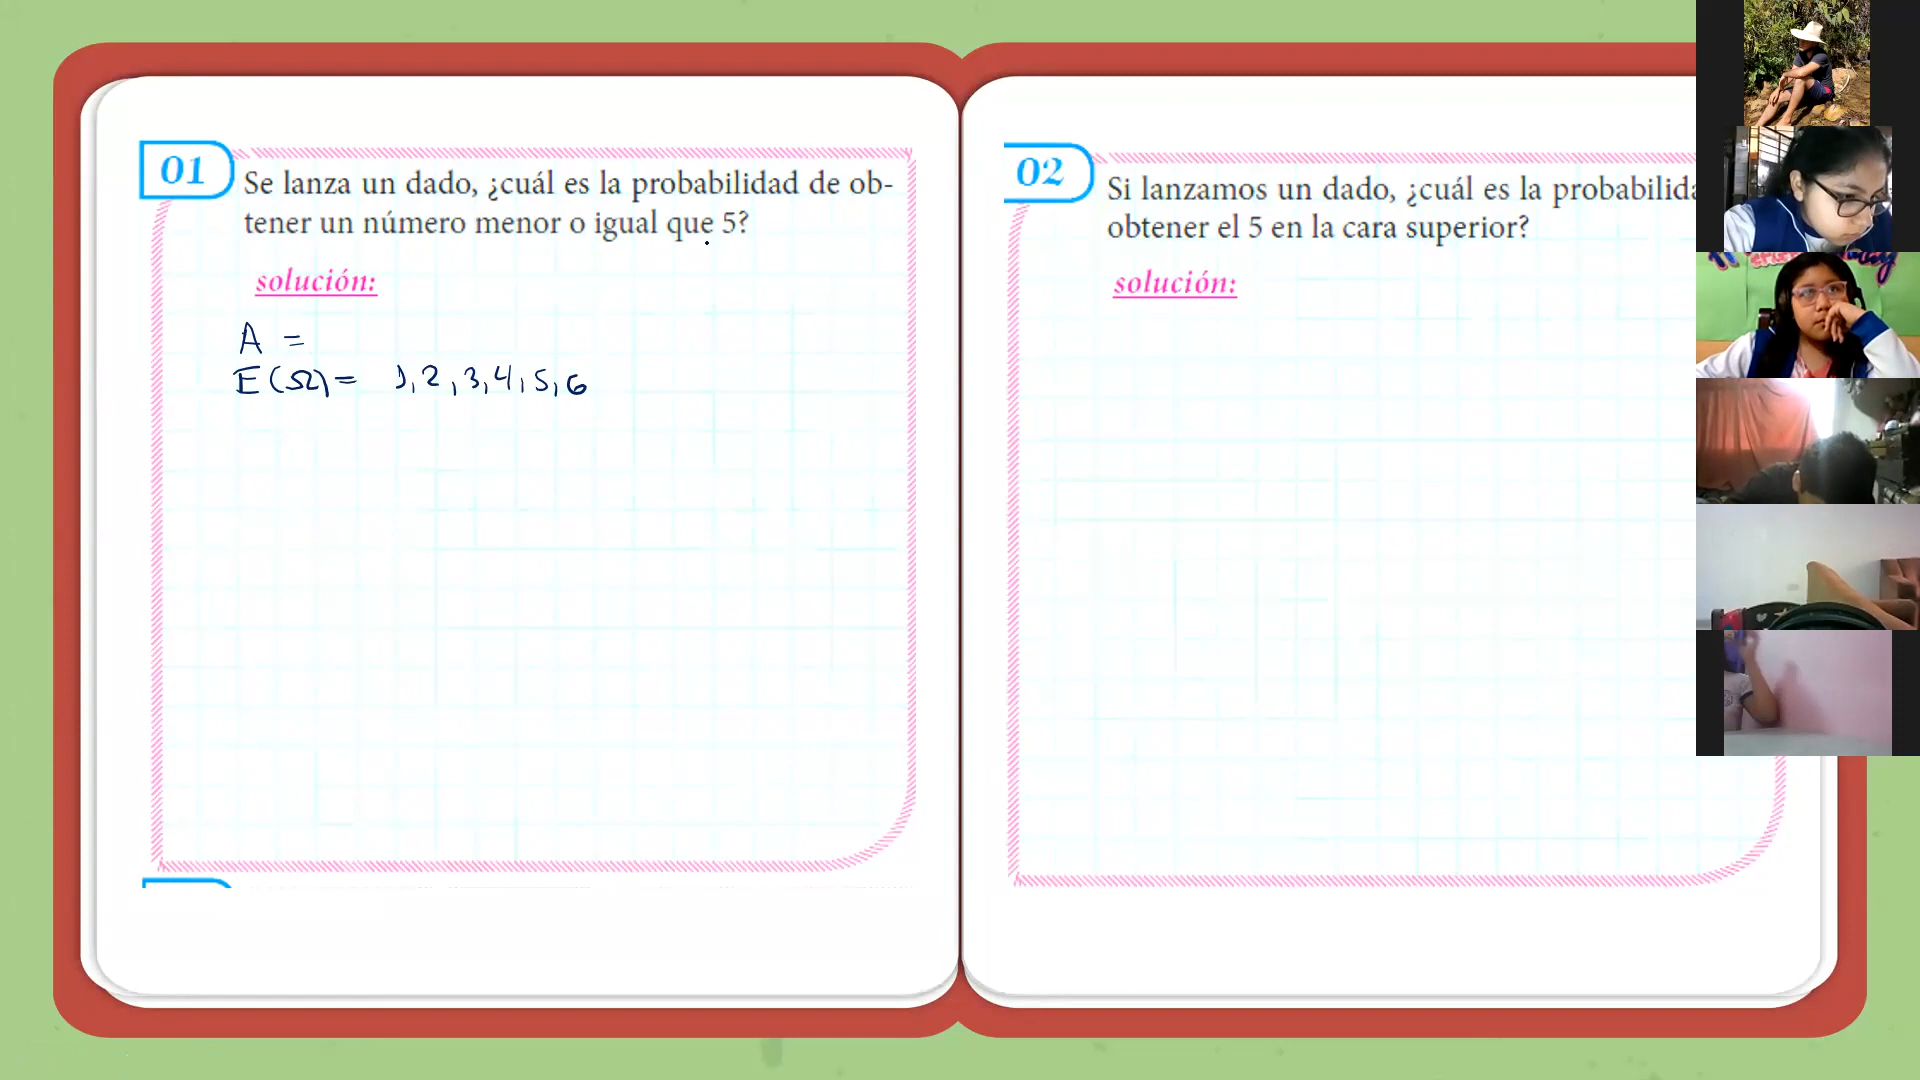 01
Se lanza un dado, ¿cuál es la probabilidad de ob-
tener un número menor o igual que 5?
solución:
A =
E(Ω) = 1, 2, 3, 4, 5, 6
02
Si lanzamos un dado, ¿cuál es la probabilida
obtener el 5 en la cara superior?
solución: